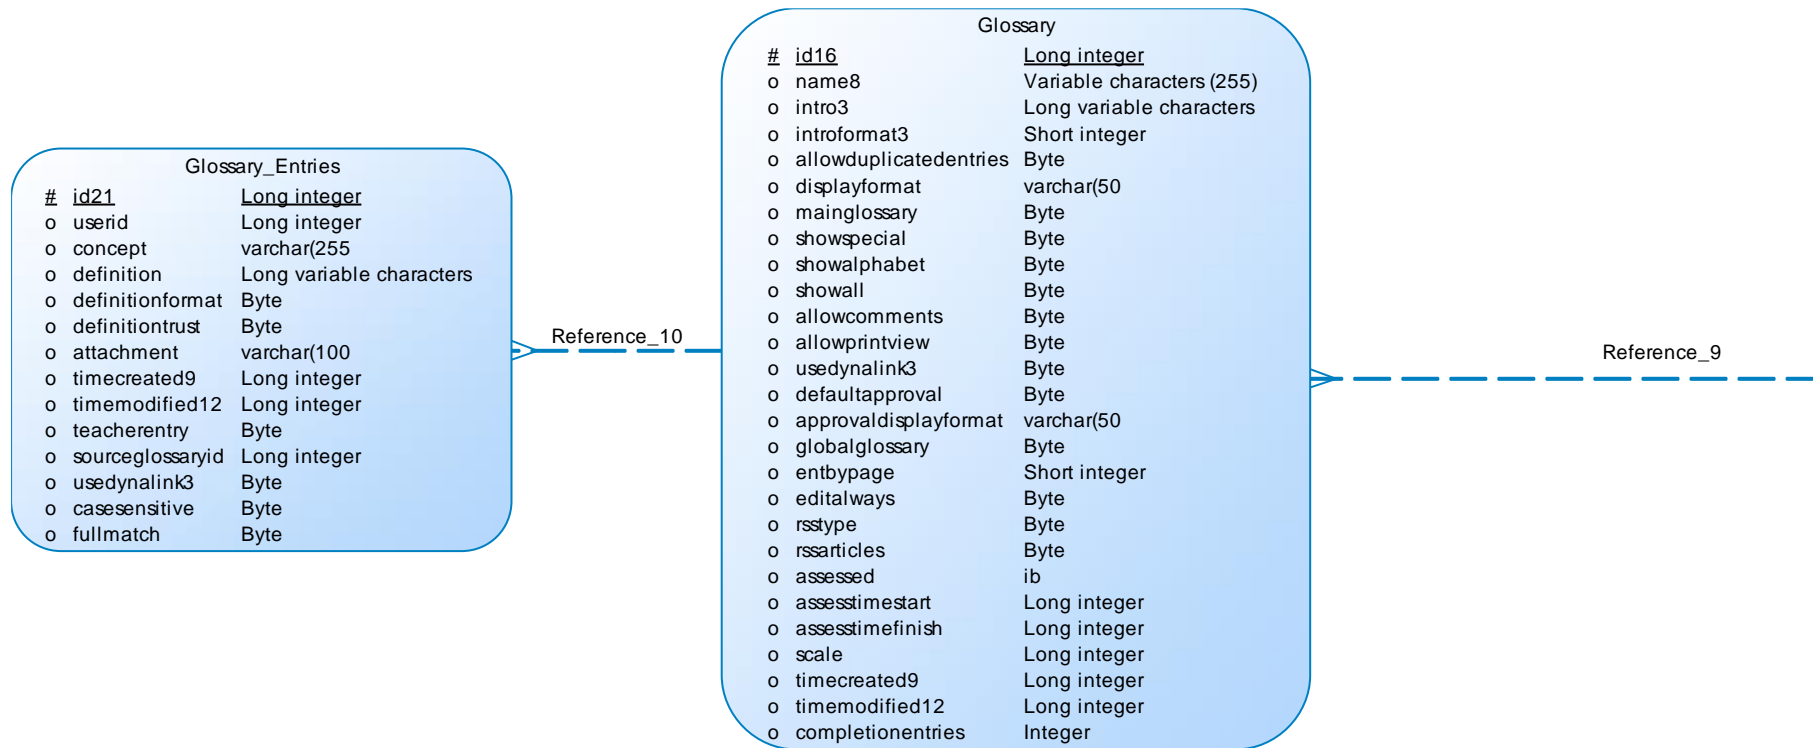 Glossary_Entries
# id21 Long integer
o userid Long integer
o concept varchar(255
o definition Long variable characters
o definitionformat Byte
o definitiontrust Byte
o attachment varchar(100
o timecreated9 Long integer
o timemodified12 Long integer
o teacherentry Byte
o sourceglossaryid Long integer
o usedynalink3 Byte
o casesensitive Byte
o fullmatch Byte
Reference_10
Glossary
# id16 Long integer
o name8 Variable characters (255)
o intro3 Long variable characters
o introformat3 Short integer
o allowduplicatedentries Byte
o displayformat varchar(50
o mainglossary Byte
o showspecial Byte
o showalphabet Byte
o showall Byte
o allowcomments Byte
o allowprintview Byte
o usedynalink3 Byte
o defaultapproval Byte
o approvaldisplayformat varchar(50
o globalglossary Byte
o entbypage Short integer
o editalways Byte
o rsstype Byte
o rssarticles Byte
o assessed ib
o assesstimestart Long integer
o assesstimefinish Long integer
o scale Long integer
o timecreated9 Long integer
o timemodified12 Long integer
o completionentries Integer
Reference_9